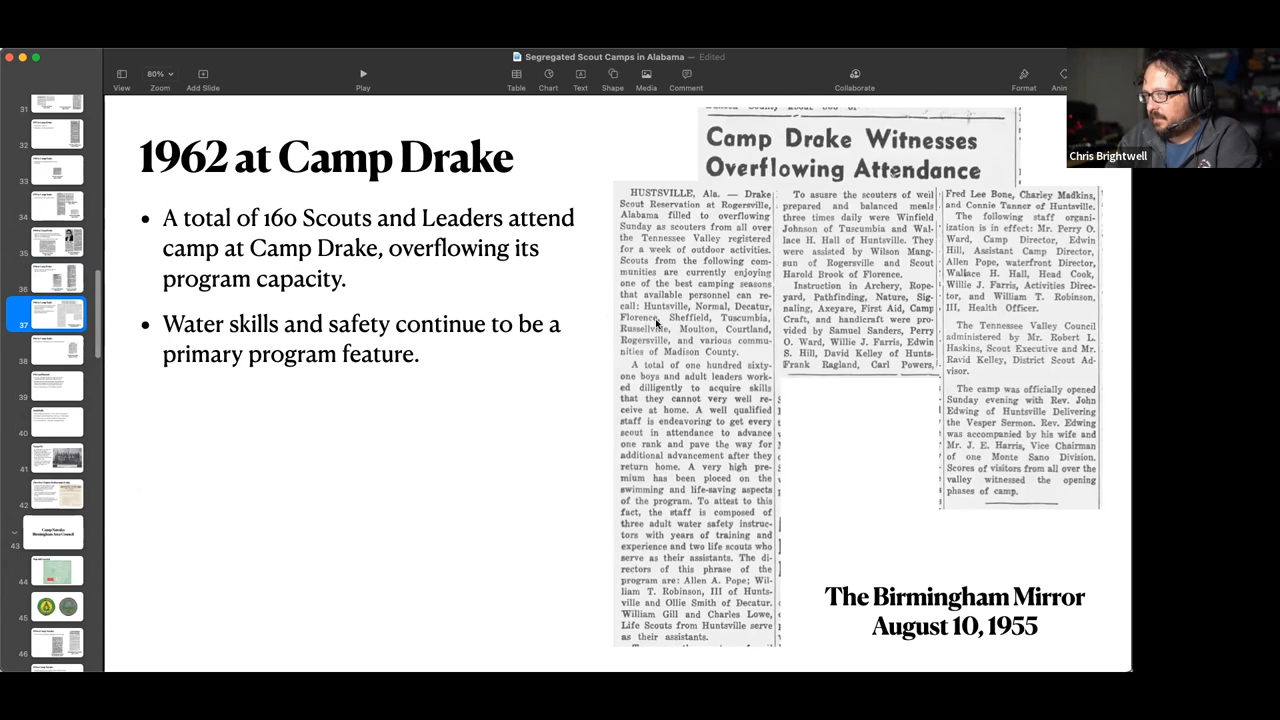 Segregated Scout Camps in Alabama — Edited
80%
View
Zoom
Add Slide
Play
Table
Chart
Text
Shape
Media
Comment
Collaborate
Format
Chris Brightwell
31
32
33
34
35
36
37
38
39
40
41
42
43
44
45
46
1962 at Camp Drake
• A total of 160 Scouts and Leaders attend
camp at Camp Drake, overflowing its
program capacity.
• Water skills and safety continue to be a
primary program feature.
Camp Drake Witnesses
Overflowing Attendance
HUSTSVILLE, Ala. — Drake
Scout Reservation at Rogersville,
Alabama filled to overflowing
Sunday as scouters from all over
the Tennessee Valley registered
for a week of outdoor activities.
Scouts from the following com-
munities are currently enjoying
one of the best camping seasons
that available personnel can re-
call: Huntsville, Normal, Decatur,
Florence, Sheffield, Tuscumbia,
Russellville, Moulton, Courtland,
Rogersville, and various commu-
nities of Madison County.
A total of one hundred sixty-
one boys and adult leaders work-
ed diligently to acquire skills
that they cannot very well re-
ceive at home. A well qualified
staff is endeavoring to get every
scout in attendance to advance
one rank and pave the way for
additional advancement after they
return home. A very high pre-
mium has been placed on the
swimming and life-saving aspects
of the program. To attest to this
fact, the staff is composed of
three adult water safety instruc-
tors with years of training and
experience and two life scouts who
serve as their assistants. The di-
rectors of this phrase of the
program are: Allen A. Pope; Wil-
liam T. Robinson, III of Hunts-
ville and Ollie Smith of Decatur.
William Gill and Charles Lowe,
Life Scouts from Huntsville serve
as their assistants.
To asusre the scouters of weil
prepared and balanced meals
three times daily were Winfield
Johnson of Tuscumbia and Wal-
lace H. Hall of Huntsville. They
were assisted by Wilson Mang-
sun of Rogersville and Scout
Harold Brook of Florence.
Instruction in Archery, Rope-
yard, Pathfinding, Nature, Sig-
naling, Axeyare, First Aid, Camp
Craft, and handicraft were pro-
vided by Samuel Sanders, Perry
O. Ward, Willie J. Farris, Edwin
S. Hill, David Kelley of Hunts-
Frank Ragland, Carl Powers,
Fred Lee Bone, Charley Madkins,
and Connie Tanner of Huntsville.
The following staff organi-
zation is in effect: Mr. Perry O.
Ward, Camp Director, Edwin
Hill, Assistant Camp Director,
Allen Pope, waterfront Director,
Wallace H. Hall, Head Cook,
Willie J. Farris, Activities Direc-
tor, and William T. Robinson,
III, Health Officer.
The Tennessee Valley Council
administered by Mr. Robert L.
Haskins, Scout Executive and Mr.
Ravid Kelley, District Scout Ad-
visor.
The camp was officially opened
Sunday evening with Rev. John
Edwing of Huntsville Delivering
the Vesper Sermon. Rev. Edwing
was accompanied by his wife and
Mr. J. E. Harris, Vice Chairman
of one Monte Sano Division.
Scores of visitors from all over the
valley witnessed the opening
phases of camp.
The Birmingham Mirror
August 10, 1955